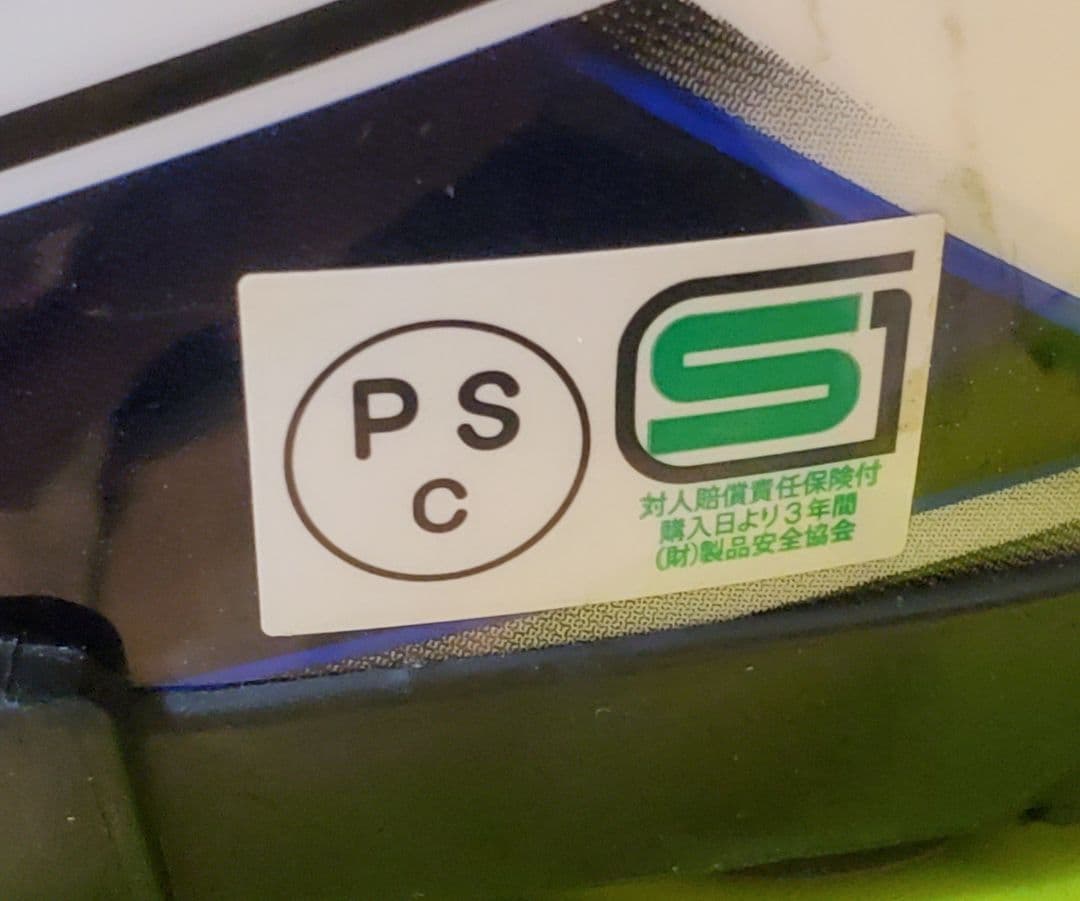 P S
C
SG
対人賠償責任保険付
購入日より3年間
(財)製品安全協会